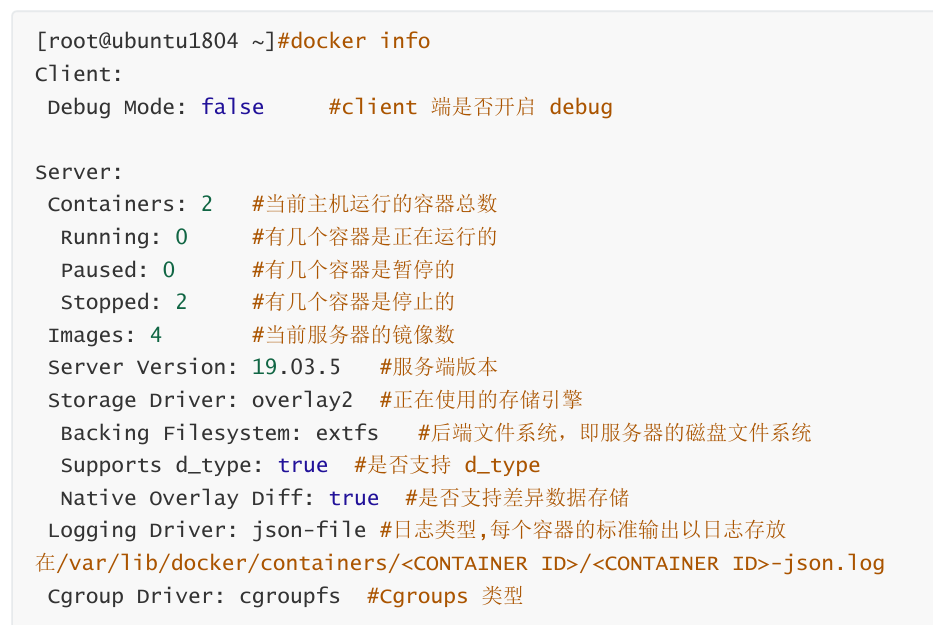 [root@ubuntu1804 ~]#docker info
Client:
 Debug Mode: false     #client 端是否开启 debug

Server:
 Containers: 2   #当前主机运行的容器总数
  Running: 0     #有几个容器是正在运行的
  Paused: 0      #有几个容器是暂停的
  Stopped: 2     #有几个容器是停止的
 Images: 4       #当前服务器的镜像数
 Server Version: 19.03.5   #服务端版本
 Storage Driver: overlay2  #正在使用的存储引擎
  Backing Filesystem: extfs   #后端文件系统，即服务器的磁盘文件系统
  Supports d_type: true  #是否支持 d_type
  Native Overlay Diff: true  #是否支持差异数据存储
 Logging Driver: json-file #日志类型,每个容器的标准输出以日志存放
在/var/lib/docker/containers/<CONTAINER ID>/<CONTAINER ID>-json.log
 Cgroup Driver: cgroupfs  #Cgroups 类型